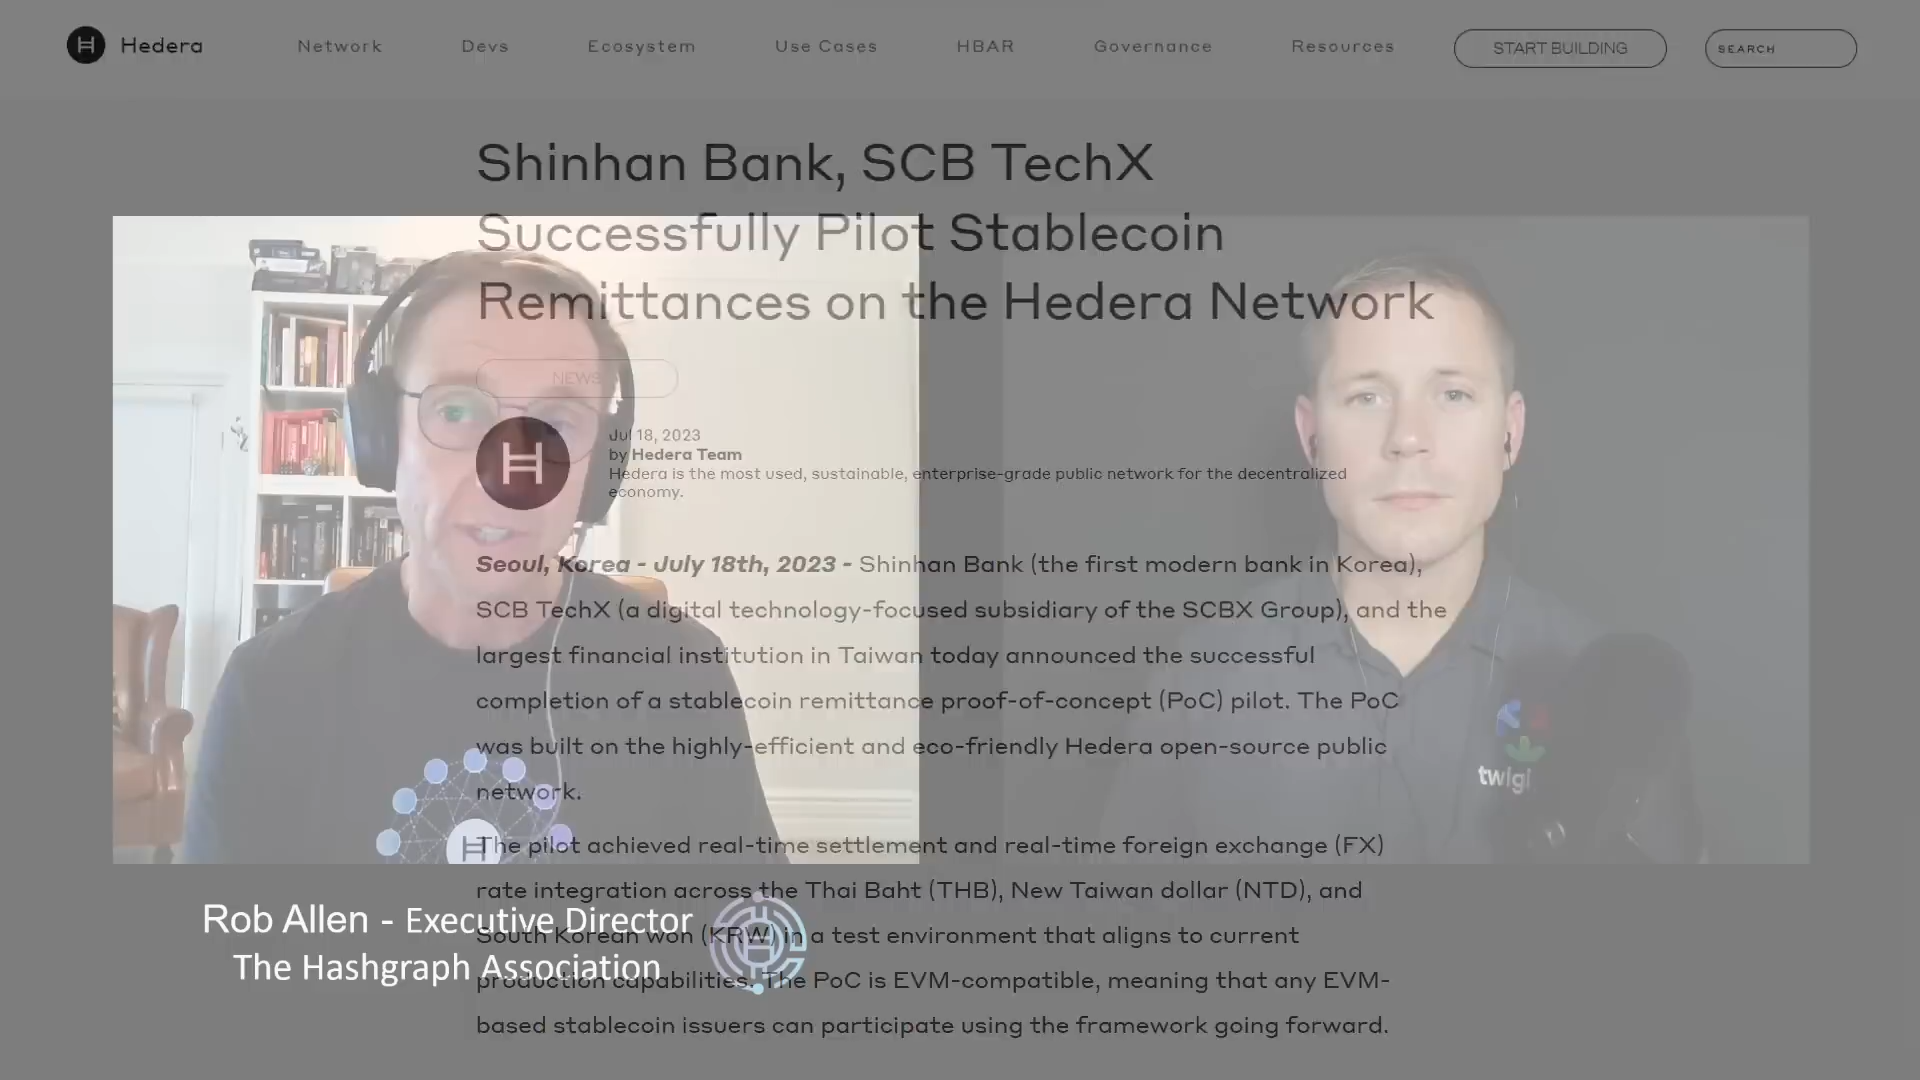 Hedera
Network
Devs
Ecosystem
Use Cases
HBAR
Governance
Resources
START BUILDING
SEARCH
Shinhan Bank, SCB TechX
Successfully Pilot Stablecoin
Remittances on the Hedera Network
NEWS
Jul 18, 2023
by Hedera Team
Hedera is the most used, sustainable, enterprise-grade public network for the decentralized
economy.
Seoul, Korea - July 18th, 2023 - Shinhan Bank (the first modern bank in Korea),
SCB TechX (a digital technology-focused subsidiary of the SCBX Group), and the
largest financial institution in Taiwan today announced the successful
completion of a stablecoin remittance proof-of-concept (PoC) pilot. The PoC
was built on the highly-efficient and eco-friendly Hedera open-source public
network.
The pilot achieved real-time settlement and real-time foreign exchange (FX)
rate integration across the Thai Baht (THB), New Taiwan dollar (NTD), and
South Korean won (KRW) in a test environment that aligns to current
production capabilities. The PoC is EVM-compatible, meaning that any EVM-
based stablecoin issuers can participate using the framework going forward.
twigi
Rob Allen - Executive Director
The Hashgraph Association